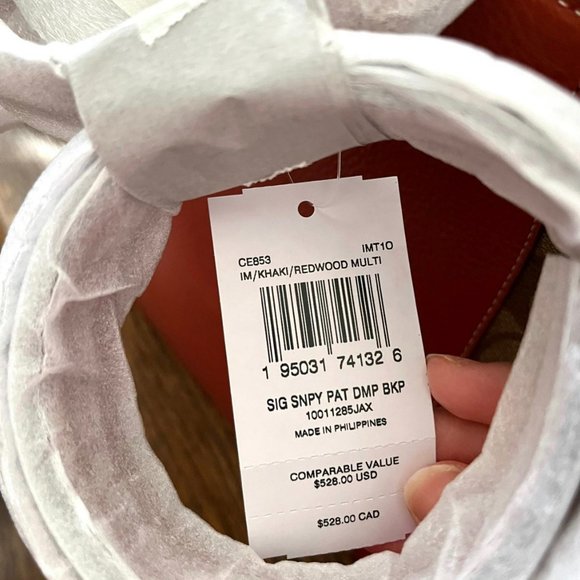 CE853 IMT10
IM/KHAKI/REDWOOD MULTI
1 95031 74132 6
SIG SNPY PAT DMP BKP
10011285JAX
MADE IN PHILIPPINES
COMPARABLE VALUE
$528.00 USD
$528.00 CAD